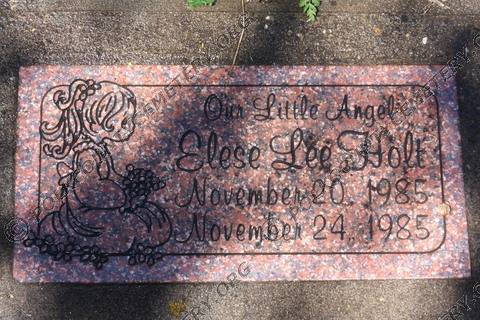 Our Little Angel
Elese Lee Holt
November 20, 1985
November 24, 1985